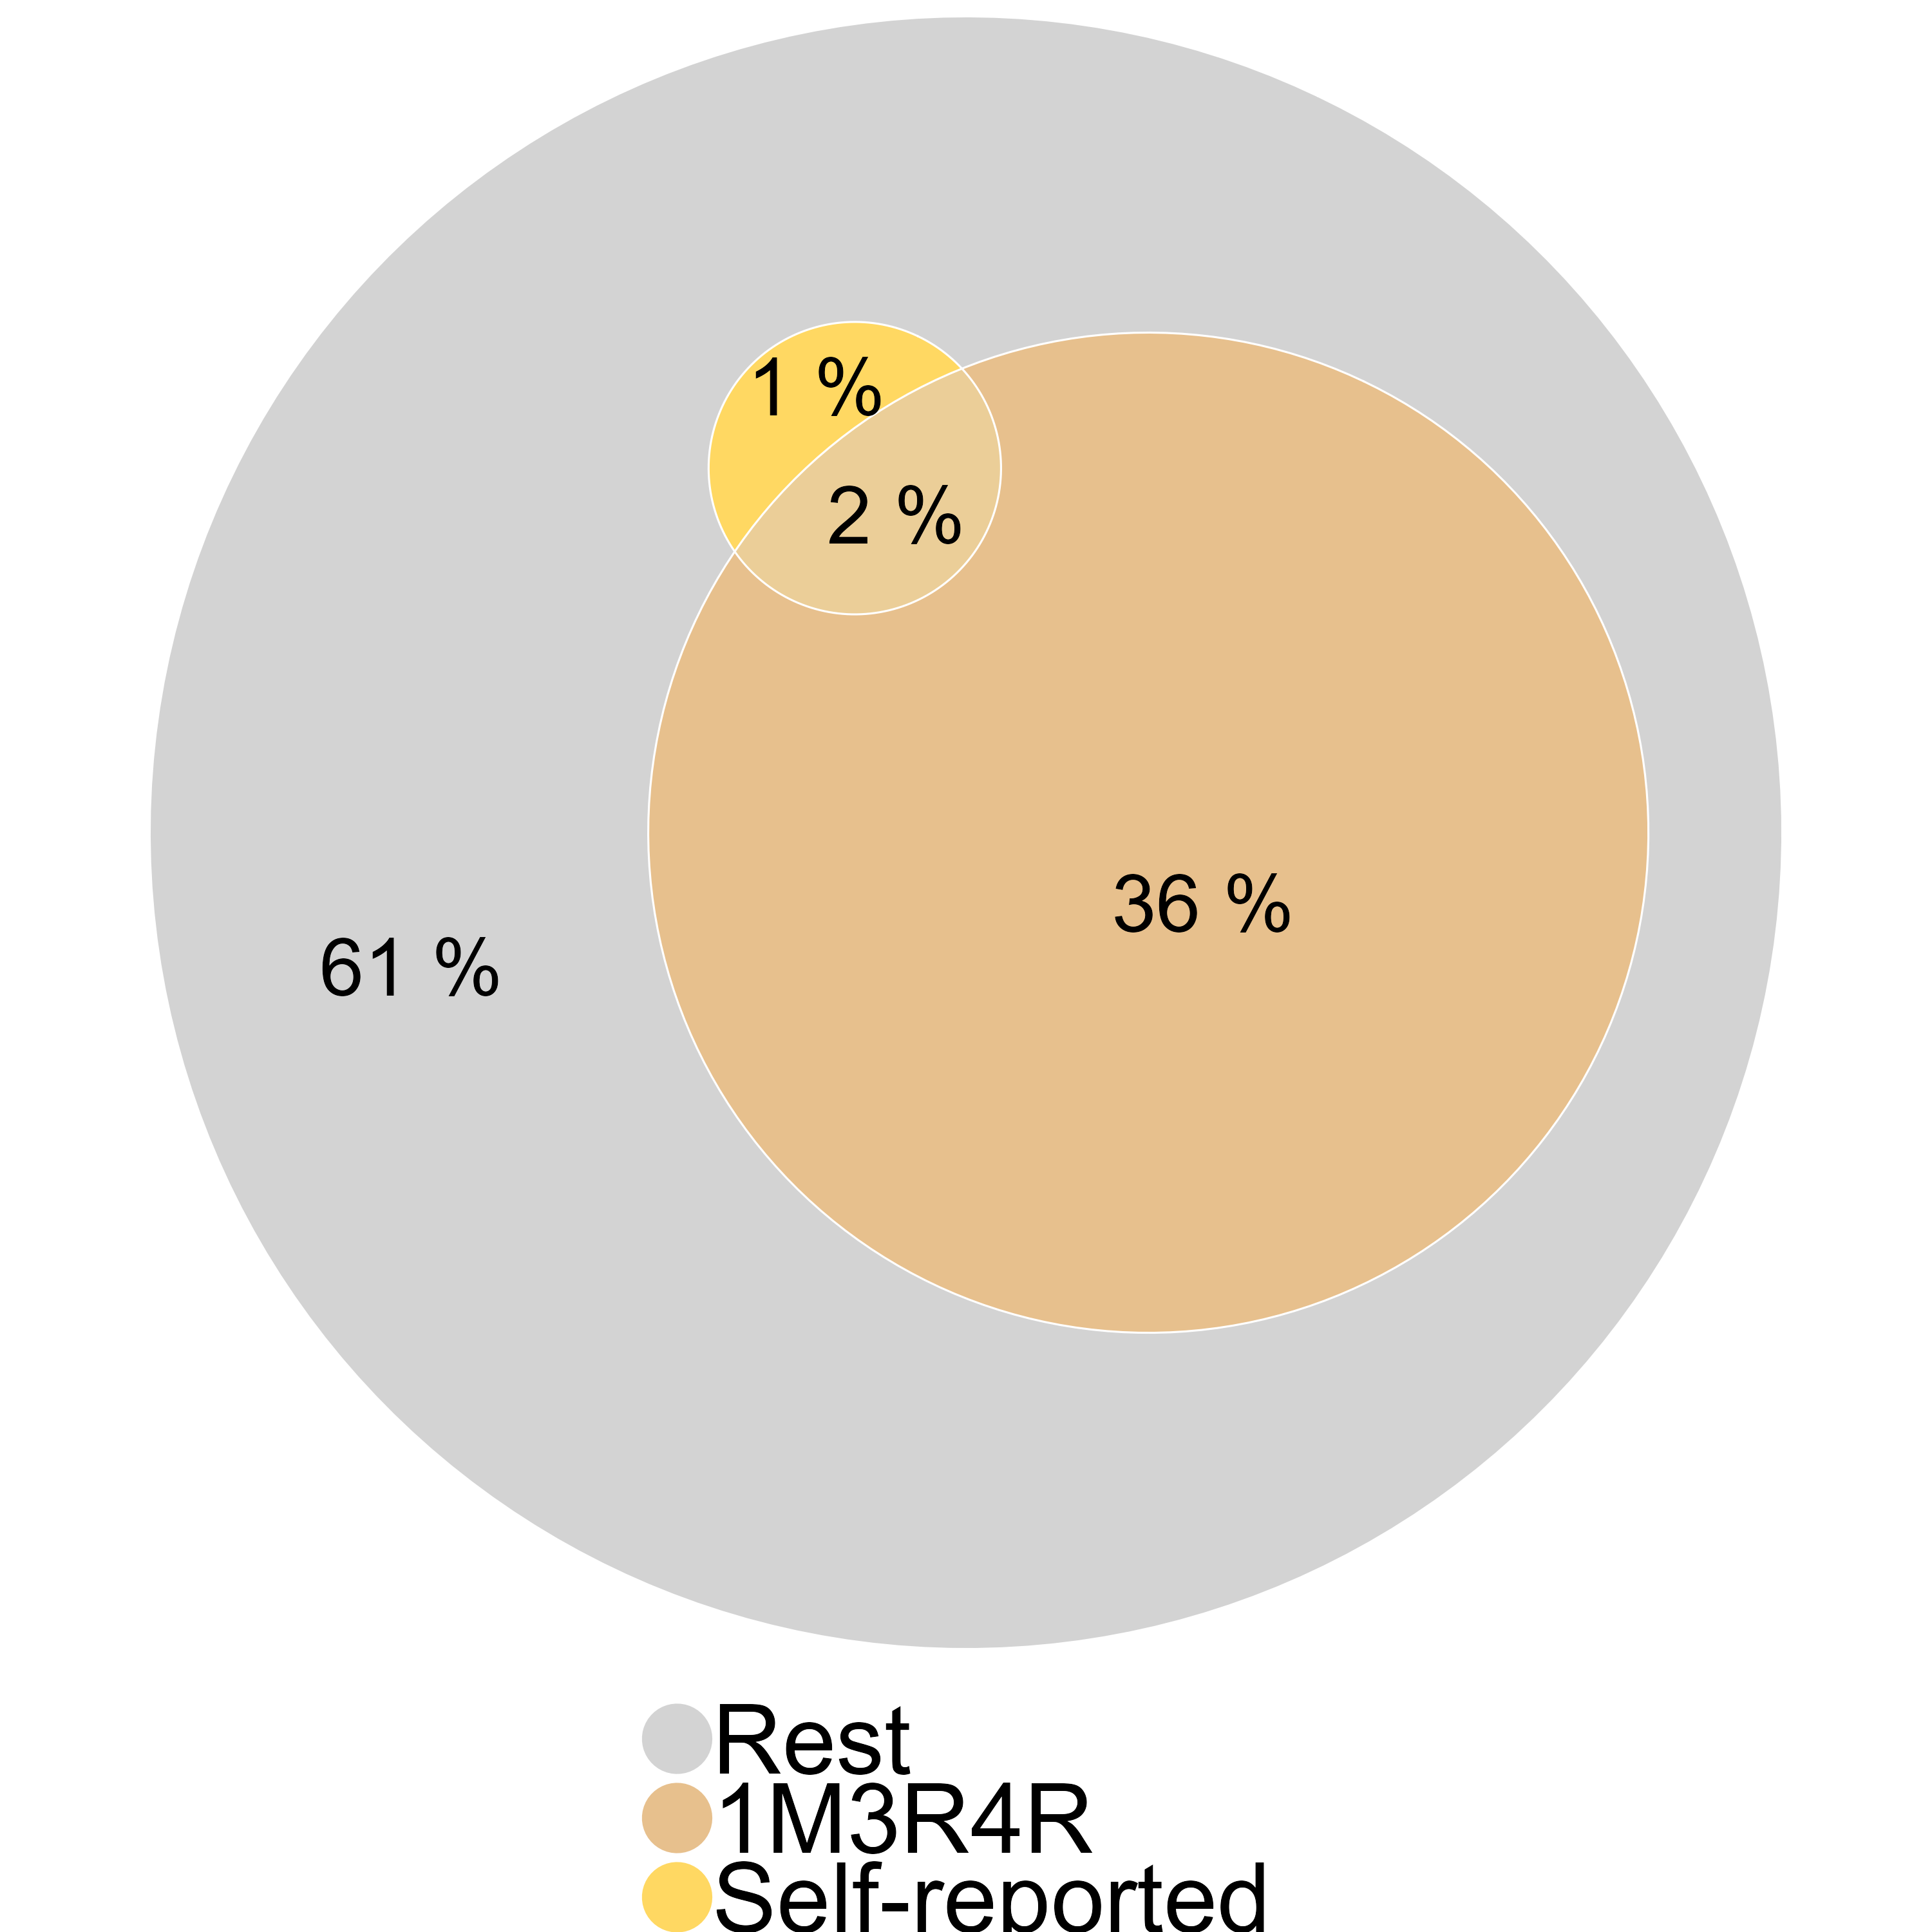 1 %
2 %
36 %
61 %
Rest
1M3R4R
Self-reported